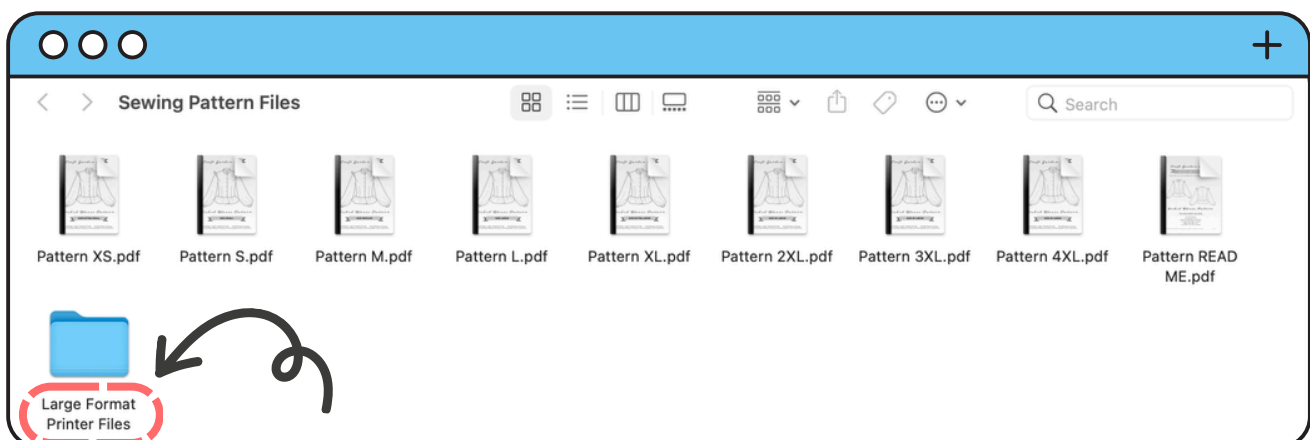 Sewing Pattern Files
Search
Pattern XS.pdf
Pattern S.pdf
Pattern M.pdf
Pattern L.pdf
Pattern XL.pdf
Pattern 2XL.pdf
Pattern 3XL.pdf
Pattern 4XL.pdf
Pattern READ
ME.pdf
Large Format
Printer Files